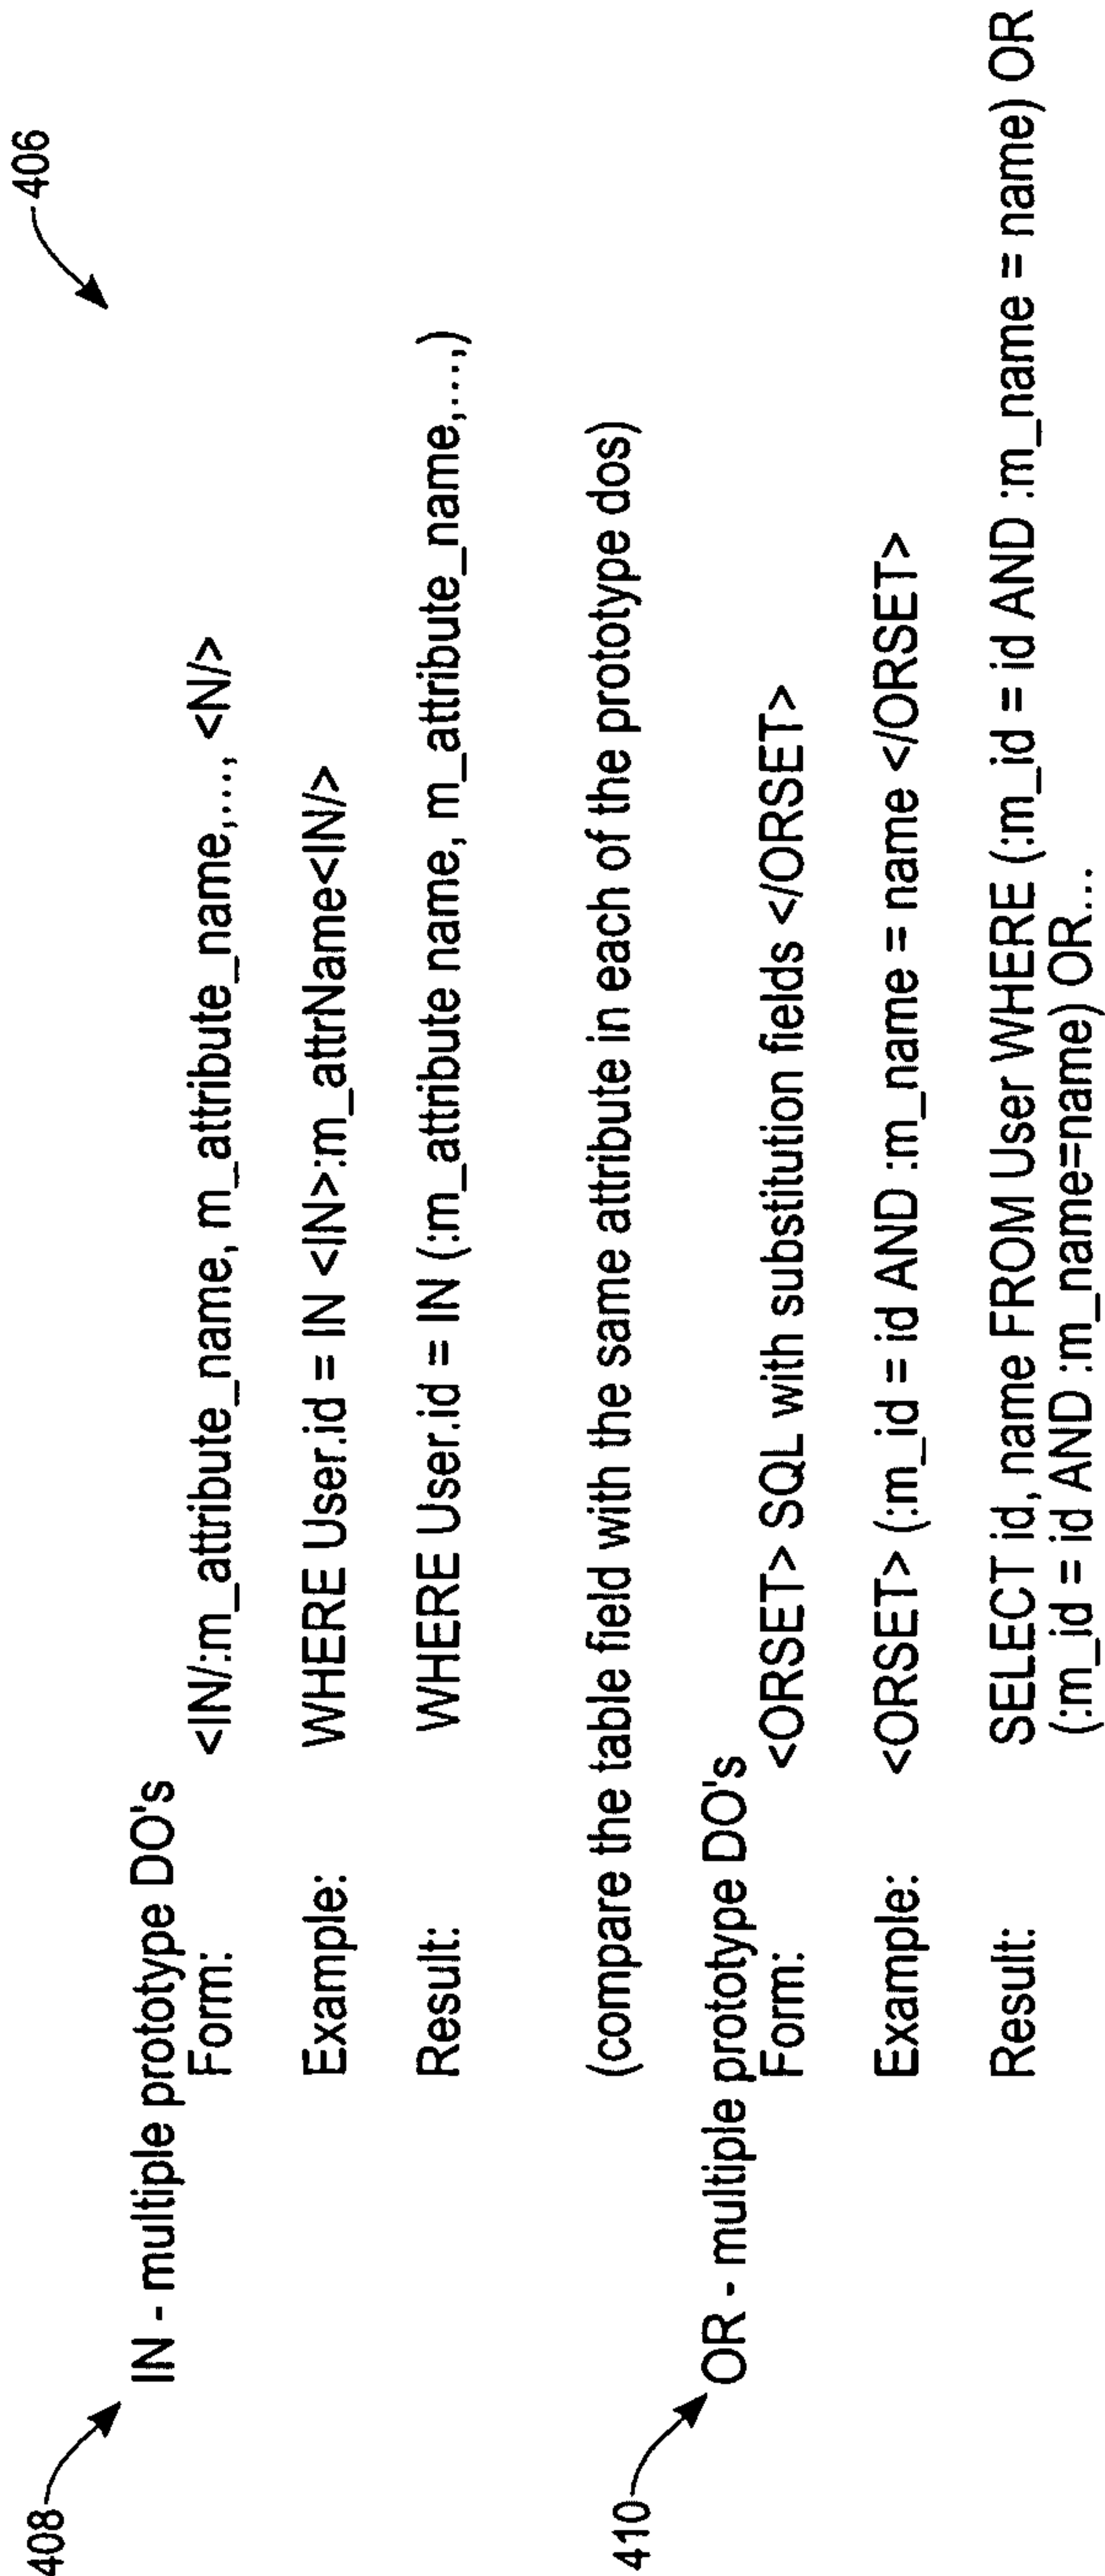 406
408
IN - multiple prototype DO's
Form: <IN/:m_attribute_name, m_attribute_name,..., <N/>
Example: WHERE User.id = IN <IN>:m_attrName<IN/>
Result: WHERE User.id = IN (:m_attribute name, m_attribute_name,...,)
(compare the table field with the same attribute in each of the prototype dos)
410
OR - multiple prototype DO's
Form: <ORSET> SQL with substitution fields </ORSET>
Example: <ORSET> (:m_id = id AND :m_name = name </ORSET>
Result: SELECT id, name FROM User WHERE (:m_id = id AND :m_name = name) OR
(:m_id = id AND :m_name=name) OR...